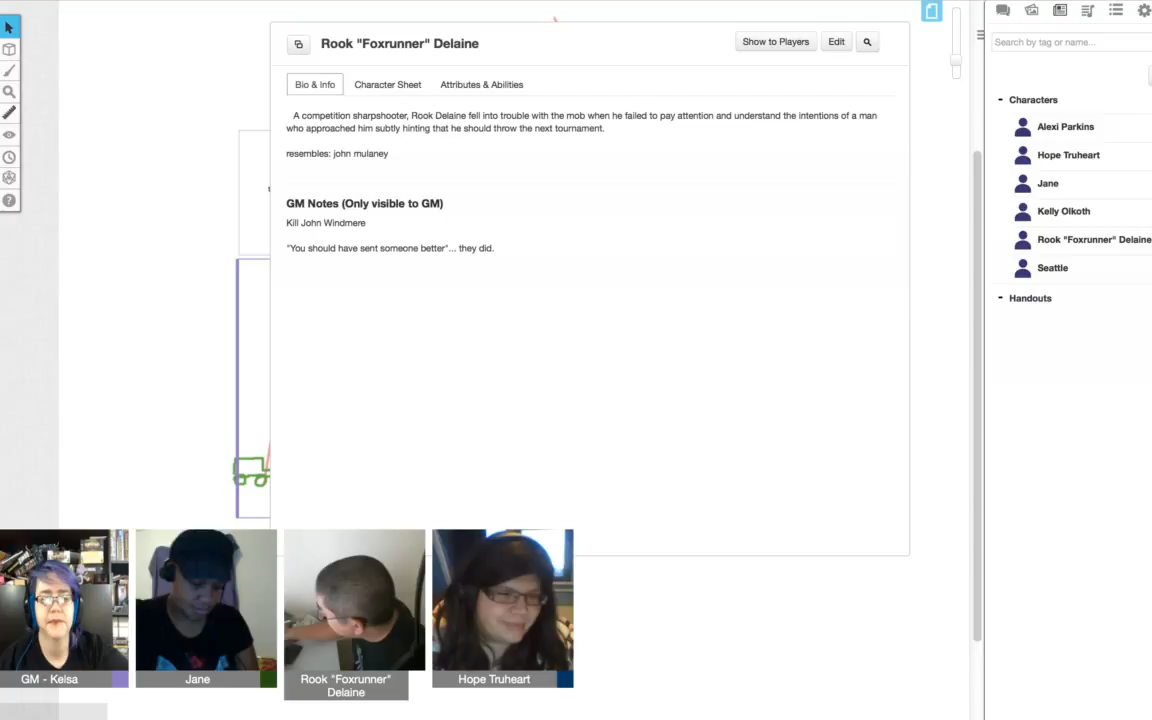 Rook "Foxrunner" Delaine
Show to Players
Edit
Bio & Info
Character Sheet
Attributes & Abilities
A competition sharpshooter, Rook Delaine fell into trouble with the mob when he failed to pay attention and understand the intentions of a man
who approached him subtly hinting that he should throw the next tournament.
resembles: john mulaney
GM Notes (Only visible to GM)
Kill John Windmere
"You should have sent someone better"... they did.
Search by tag or name...
Characters
Alexi Parkins
Hope Truheart
Jane
Kelly Olkoth
Rook "Foxrunner" Delaine
Seattle
Handouts
GM - Kelsa
Jane
Rook "Foxrunner"
Delaine
Hope Truheart